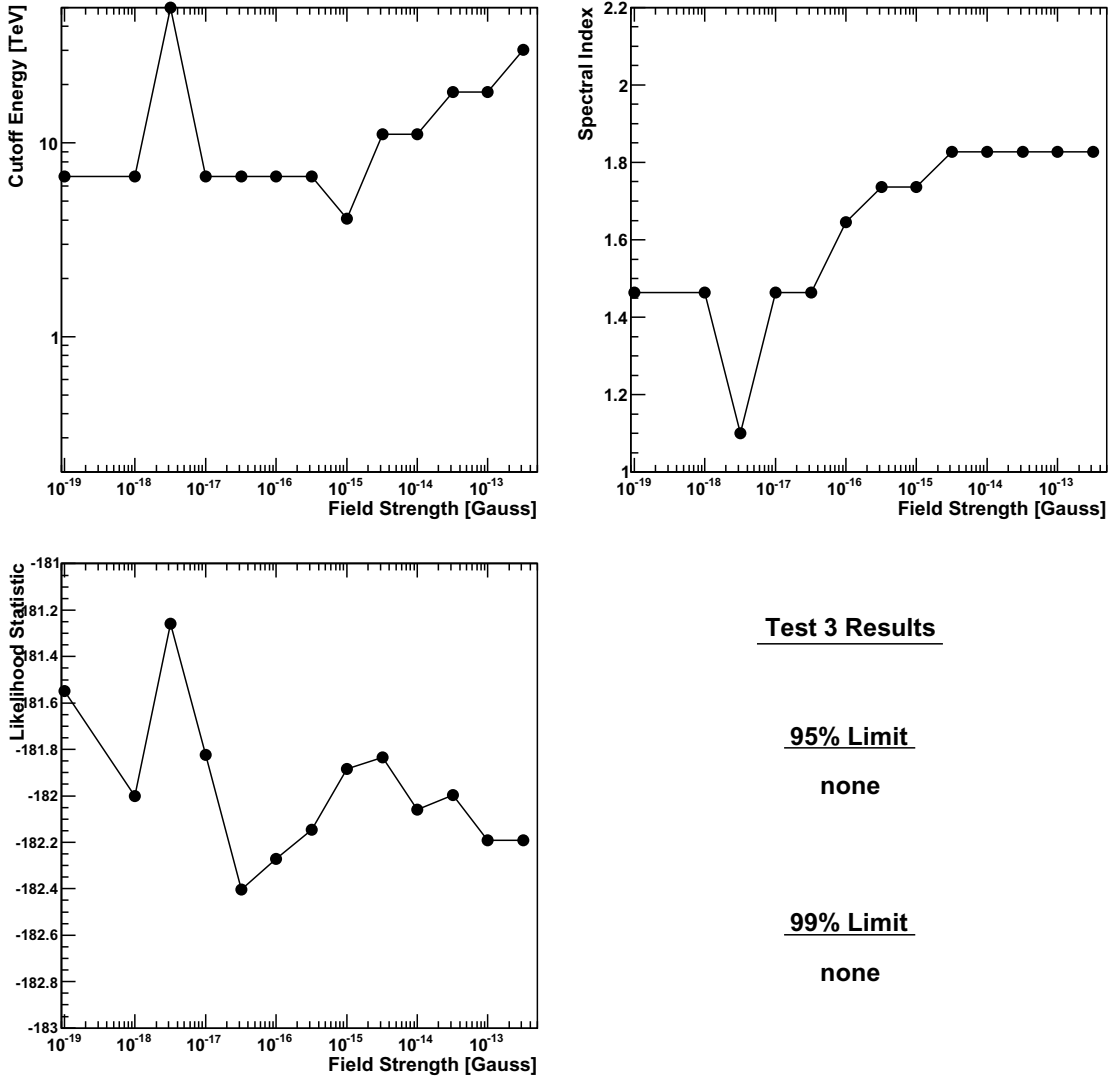 Cutoff Energy [TeV]
10
1
10-19 10-18 10-17 10-16 10-15 10-14 10-13
Field Strength [Gauss]
Spectral Index
2.2
2
1.8
1.6
1.4
1.2
1
10-19 10-18 10-17 10-16 10-15 10-14 10-13
Field Strength [Gauss]
Likelihood Statistic
-181
-181.2
-181.4
-181.6
-181.8
-182
-182.2
-182.4
-182.6
-182.8
-183
10-19 10-18 10-17 10-16 10-15 10-14 10-13
Field Strength [Gauss]
Test 3 Results
95% Limit
none
99% Limit
none